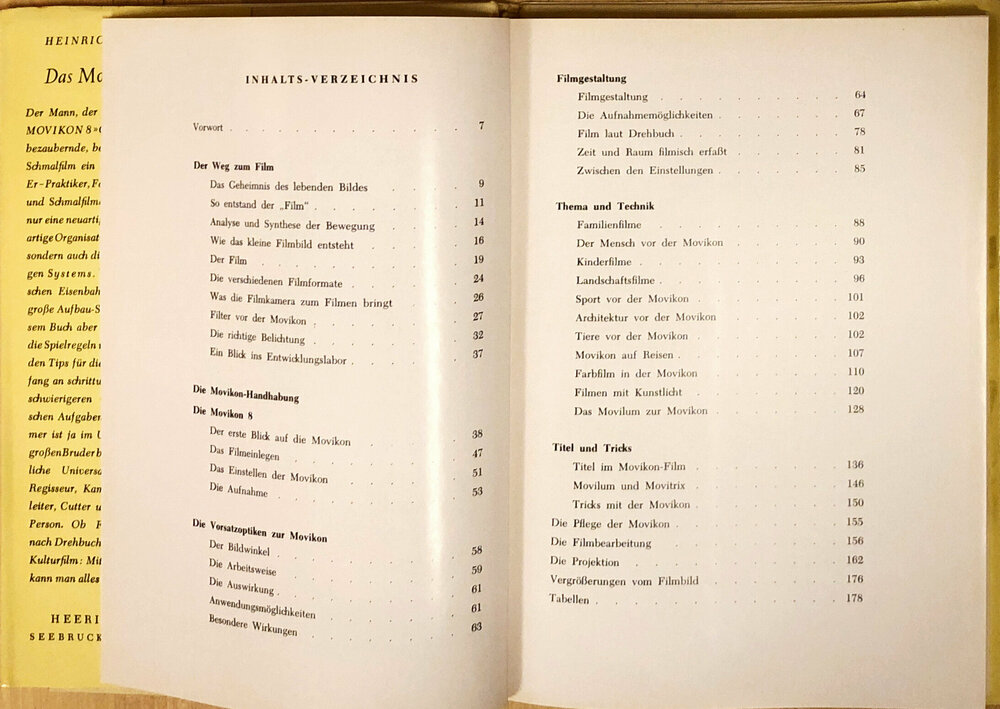 HEINRIC
Das Mo
Der Mann, der
MOVIKON 8»
bezaubernde, be
Schmalfilm ein
Er-Praktiker, Fo
und Schmalfilm
nur eine neuartig
artige Organisat
sondern auch di
gen Systems.
schen Eisenbah
große Aufbau-S
sem Buch aber
die Spielregeln
den Tips für die
fang an schrittu
schwierigeren
schen Aufgaben
mer ist ja im U
großen Bruder b
liche Universa
Regisseur, Kam
leiter, Cutter u
Person. Ob F
nach Drehbuch
Kulturfilm: Mit
kann man alles
HEERI
SEEBRUCK
INHALTS-VERZEICHNIS
Vorwort . . . . . . . . . . 7
Der Weg zum Film
Das Geheimnis des lebenden Bildes . . . . 9
So entstand der „Film“ . . . . . . 11
Analyse und Synthese der Bewegung . . . . 14
Wie das kleine Filmbild entsteht . . . . 16
Der Film . . . . . . . . 19
Die verschiedenen Filmformate . . . . . 24
Was die Filmkamera zum Filmen bringt . . . 26
Filter vor der Movikon . . . . . . 27
Die richtige Belichtung . . . . . . 32
Ein Blick ins Entwicklungslabor . . . . . 37
Die Movikon-Handhabung
Die Movikon 8
Der erste Blick auf die Movikon . . . . 38
Das Filmeinlegen . . . . . . . 47
Das Einstellen der Movikon . . . . . 51
Die Aufnahme . . . . . . . 53
Die Vorsatzoptiken zur Movikon
Der Bildwinkel . . . . . . . 58
Die Arbeitsweise . . . . . . . 59
Die Auswirkung . . . . . . . 61
Anwendungsmöglichkeiten . . . . . 61
Besondere Wirkungen . . . . . . 63
Filmgestaltung
Filmgestaltung . . . . . . . 64
Die Aufnahmemöglichkeiten . . . . . 67
Film laut Drehbuch . . . . . . 78
Zeit und Raum filmisch erfaßt . . . . 81
Zwischen den Einstellungen . . . . . 85
Thema und Technik
Familienfilme . . . . . . . 88
Der Mensch vor der Movikon . . . . 90
Kinderfilme . . . . . . . 93
Landschaftsfilme . . . . . . . 96
Sport vor der Movikon . . . . . . 101
Architektur vor der Movikon . . . . . 102
Tiere vor der Movikon . . . . . . 102
Movikon auf Reisen . . . . . . 107
Farbfilm in der Movikon . . . . . 110
Filmen mit Kunstlicht . . . . . . 120
Das Movilum zur Movikon . . . . . 128
Titel und Tricks
Titel im Movikon-Film . . . . . . 136
Movilum und Movitrix . . . . . . 146
Tricks mit der Movikon . . . . . . 150
Die Pflege der Movikon . . . . . . 155
Die Filmbearbeitung . . . . . . . 156
Die Projektion . . . . . . . . 162
Vergrößerungen vom Filmbild . . . . . 176
Tabellen . . . . . . . . . 178